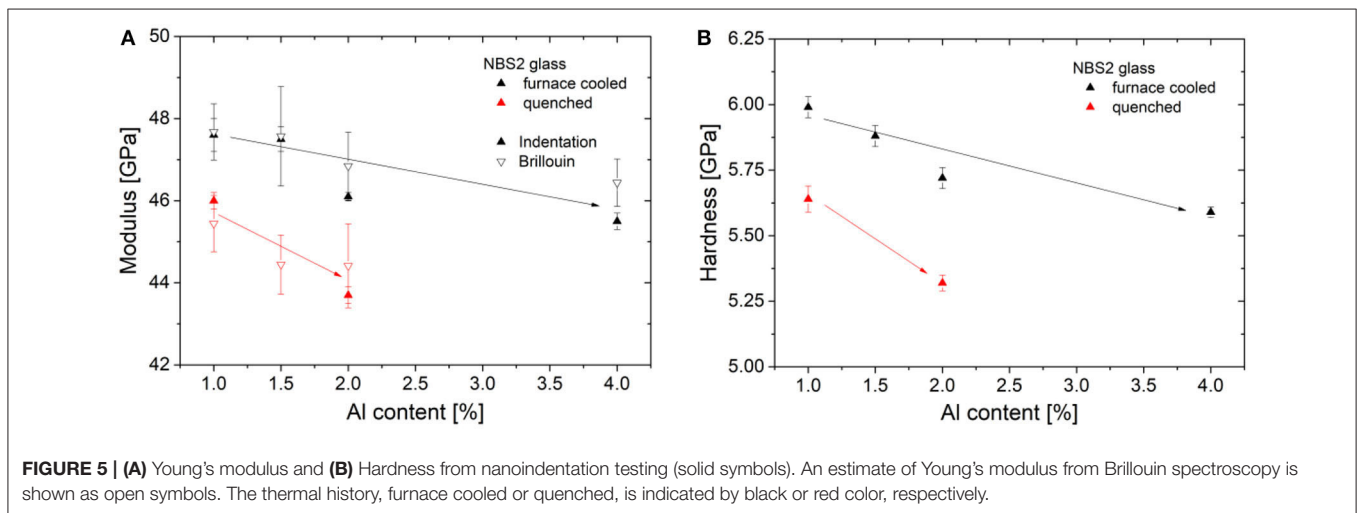 A
50
48
46
44
42
Modulus [GPa]
1.0 1.5 2.0 2.5 3.0 3.5 4.0
Al content [%]
NBS2 glass
furnace cooled
quenched
Indentation
Brillouin
B
6.25
6.00
5.75
5.50
5.25
5.00
Hardness [GPa]
1.0 1.5 2.0 2.5 3.0 3.5 4.0
Al content [%]
NBS2 glass
furnace cooled
quenched
FIGURE 5 | (A) Young's modulus and (B) Hardness from nanoindentation testing (solid symbols). An estimate of Young's modulus from Brillouin spectroscopy is
shown as open symbols. The thermal history, furnace cooled or quenched, is indicated by black or red color, respectively.